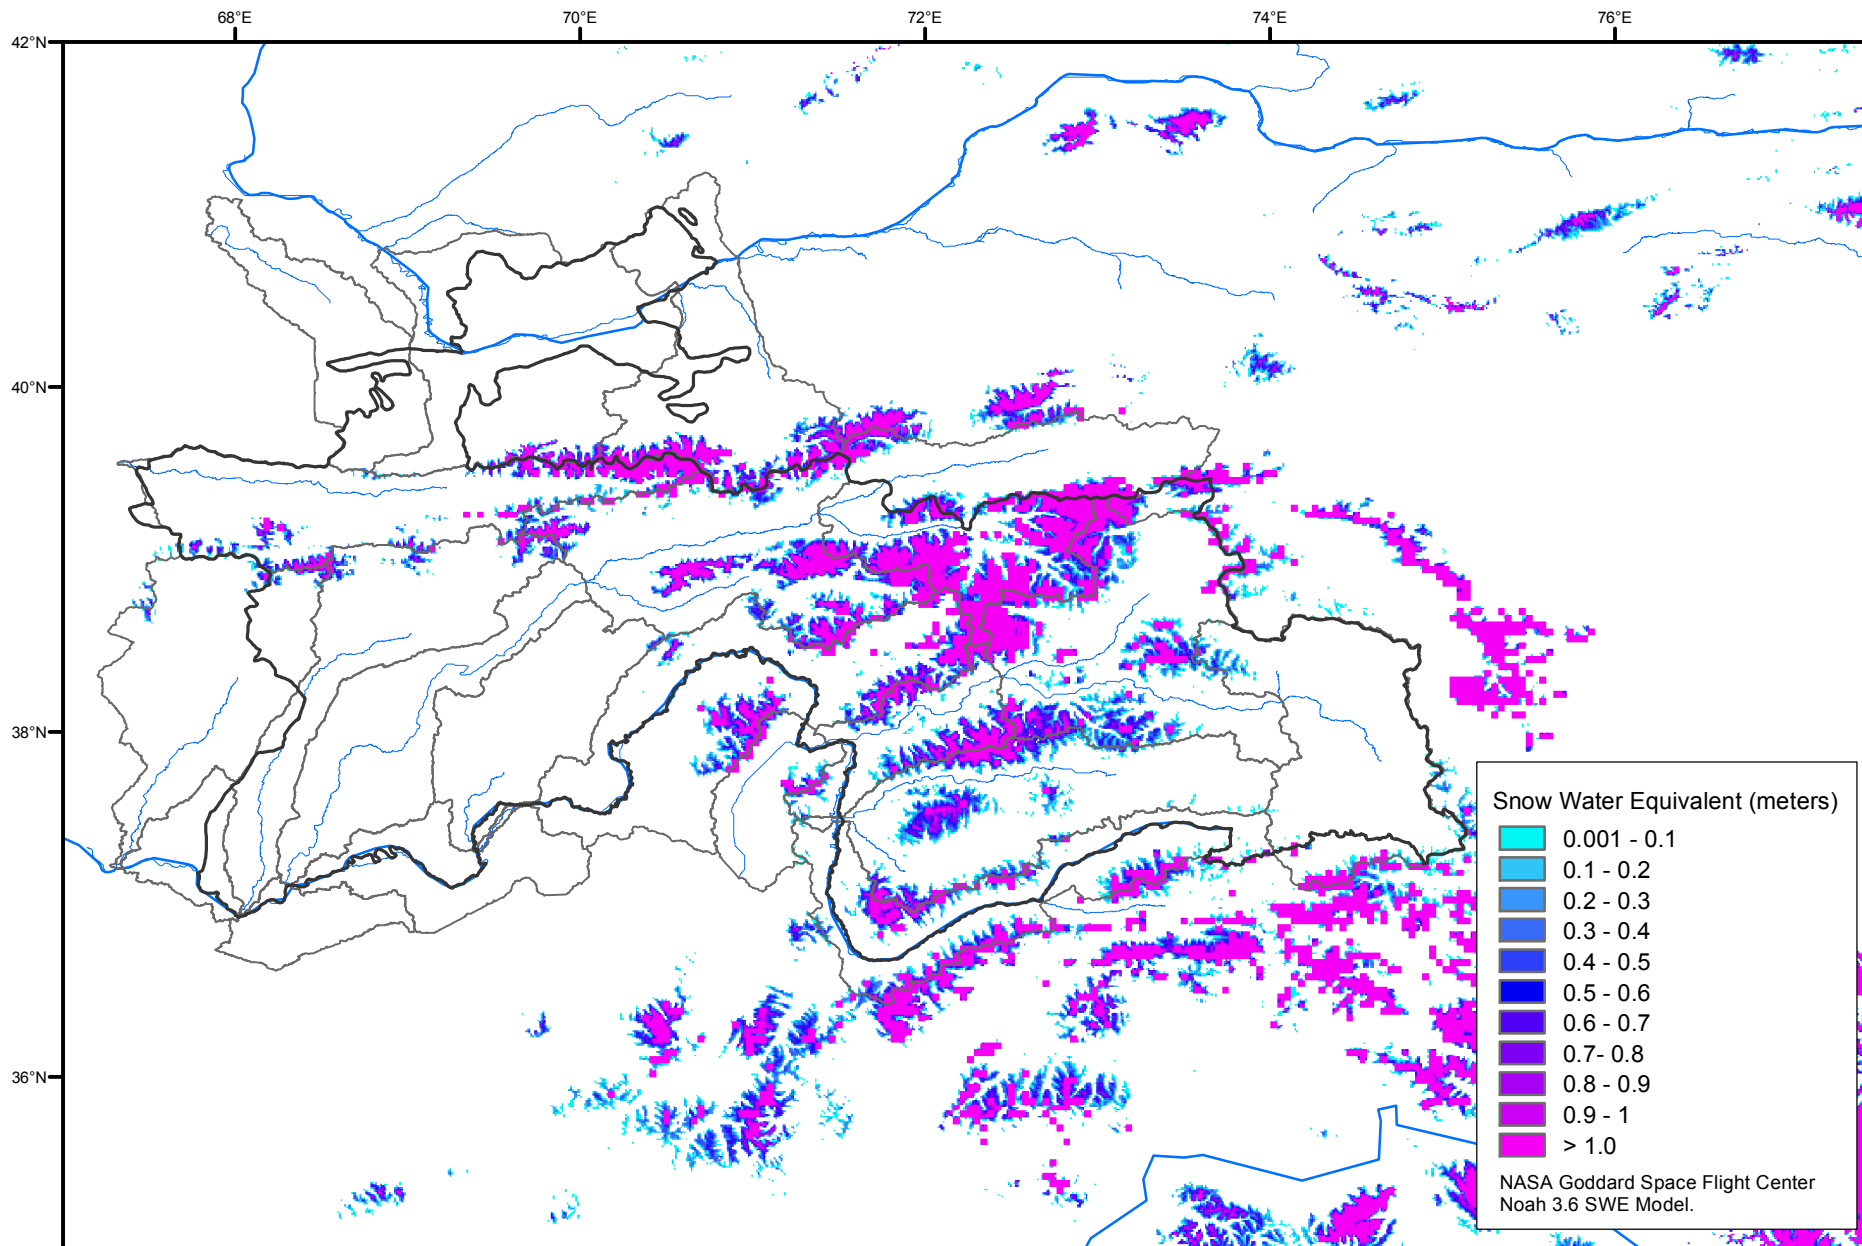 68°E 70°E 72°E 74°E 76°E
42°N
40°N
38°N
36°N
Snow Water Equivalent (meters)
0.001 - 0.1
0.1 - 0.2
0.2 - 0.3
0.3 - 0.4
0.4 - 0.5
0.5 - 0.6
0.6 - 0.7
0.7- 0.8
0.8 - 0.9
0.9 - 1
> 1.0
NASA Goddard Space Flight Center
Noah 3.6 SWE Model.